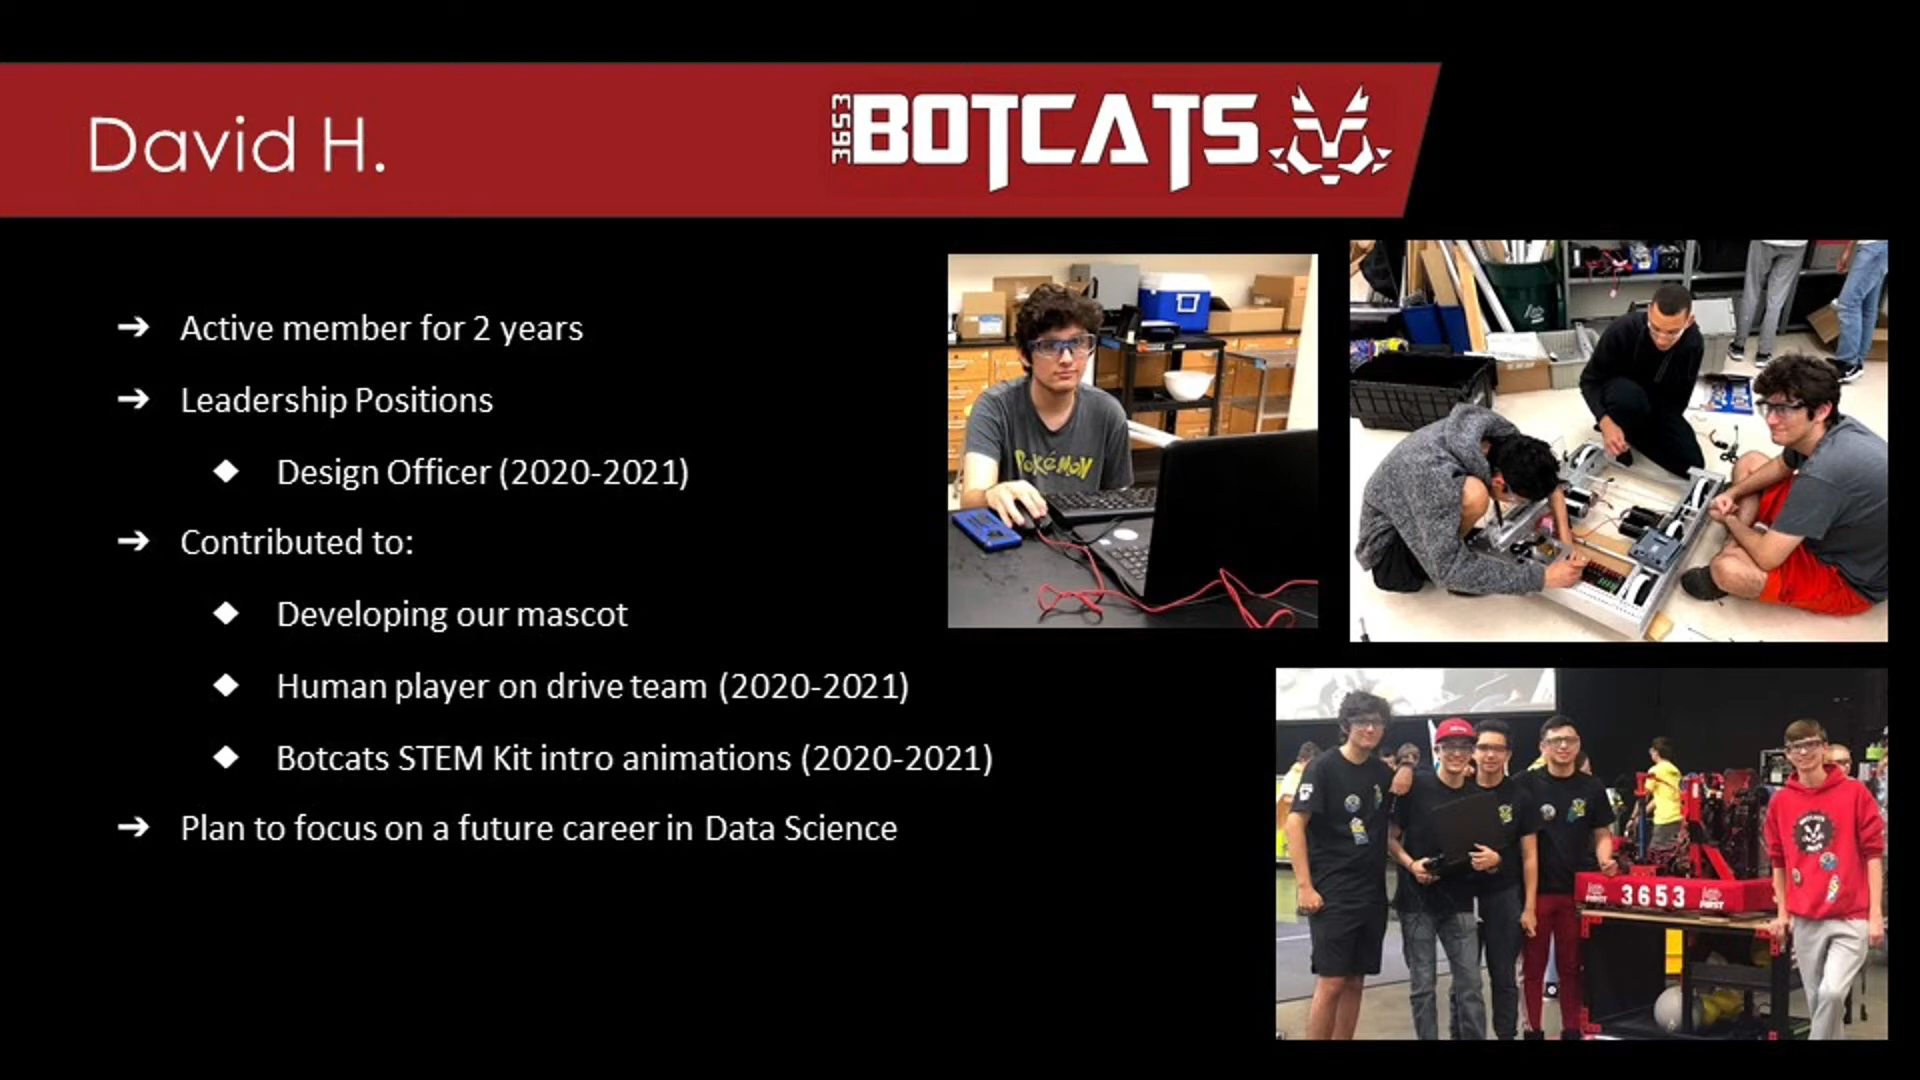 David H.
3653
BOTCATS
➔ Active member for 2 years
➔ Leadership Positions
◆ Design Officer (2020-2021)
➔ Contributed to:
◆ Developing our mascot
◆ Human player on drive team (2020-2021)
◆ Botcats STEM Kit intro animations (2020-2021)
➔ Plan to focus on a future career in Data Science
POKéMON
FIRST 3653 FIRST